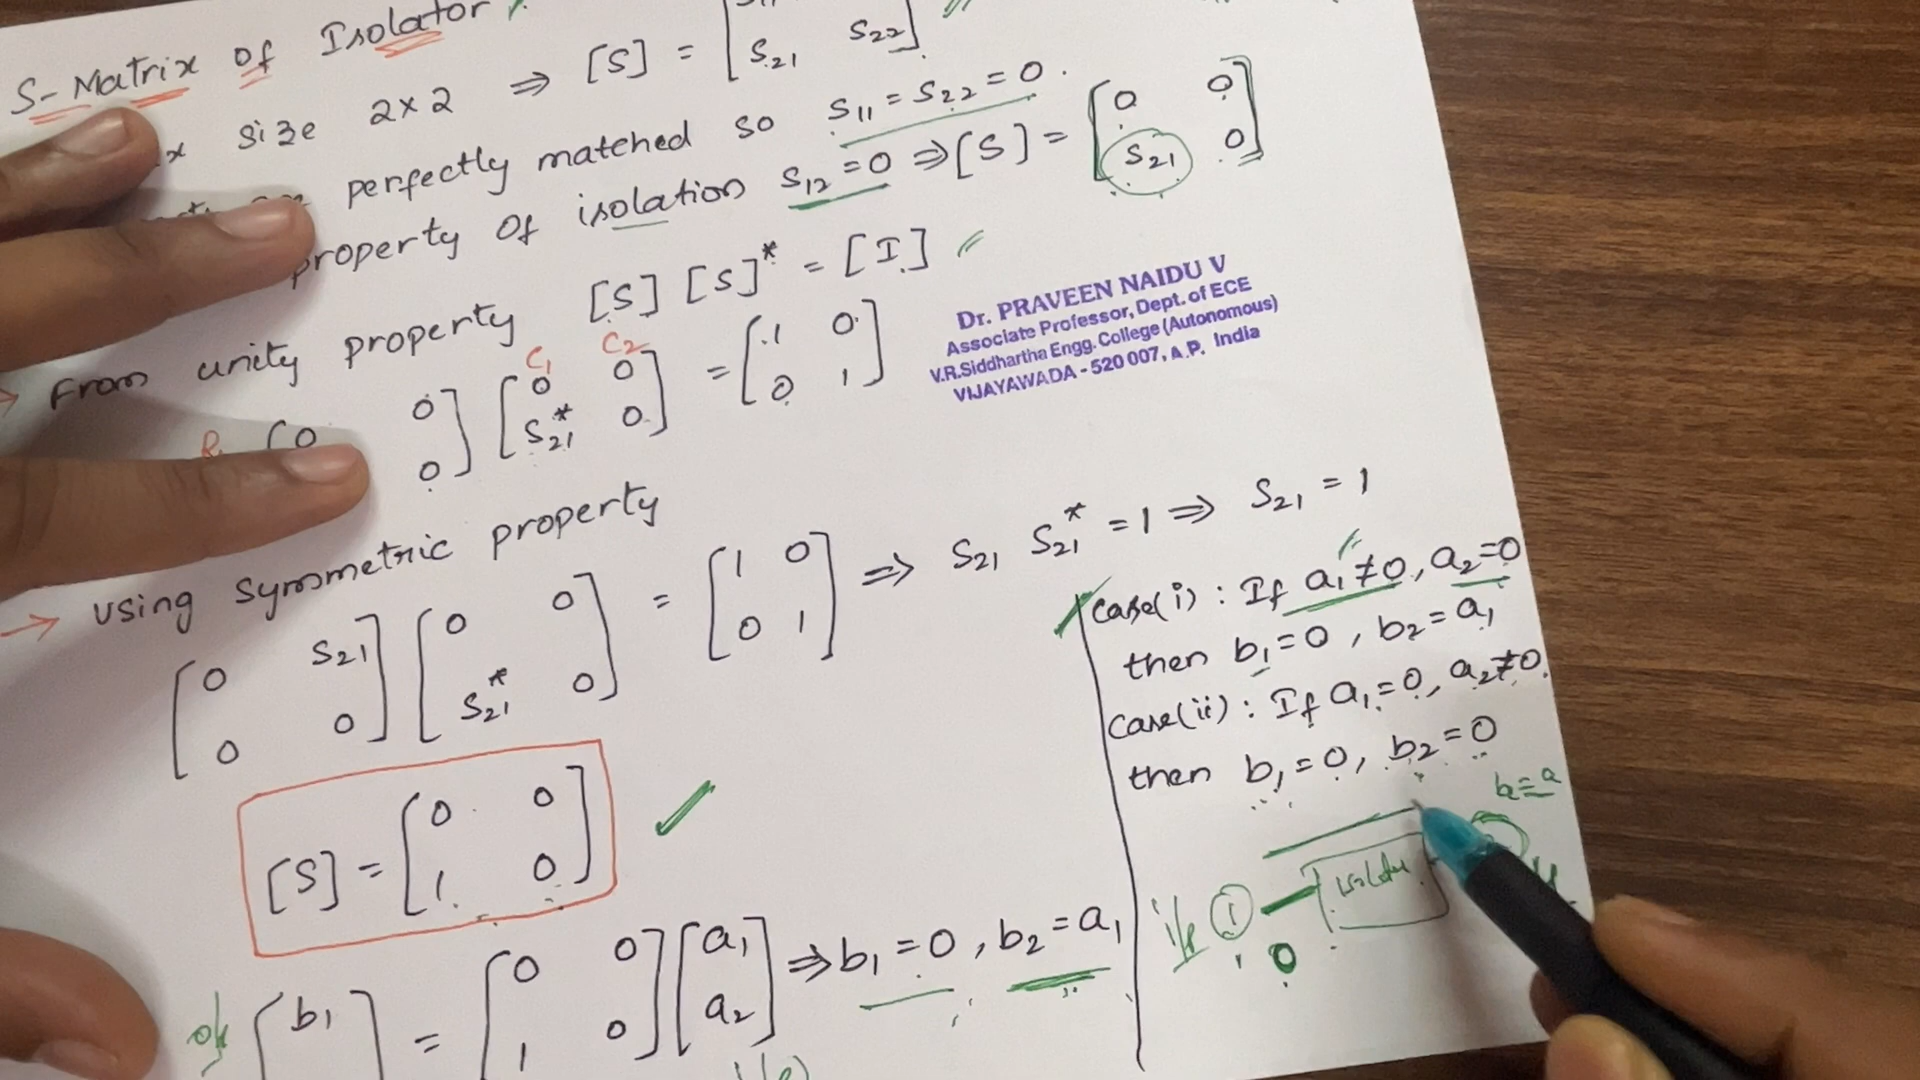 S-Matrix of Isolator
size 2×2 ⇒ [S] = [ S21 S22 ]
perfectly matched so S11 = S22 = 0.
property of isolation S12 = 0 ⇒ [S] = [ 0 0 S21 0 ]
From unity property [S] [S]* = [I]
C1 C2
0 0 ] [ 0 0 S21* 0 ] = [ 1 0 0 1 ]
Dr. PRAVEEN NAIDU V
Associate Professor, Dept. of ECE
V.R.Siddhartha Engg. College (Autonomous)
VIJAYAWADA - 520 007, A.P. India
→ Using Symmetric property
[ 0 S21 0 0 ] [ 0 0 S21* 0 ] = [ 1 0 0 1 ] ⇒ S21 S21* = 1 ⇒ S21 = 1
[S] = [ 0 0 1 0 ]
[ b1 ] = [ 0 0 1 0 ] [ a1 a2 ] ⇒ b1 = 0, b2 = a1
case(i) : If a1 ≠ 0, a2 = 0
then b1 = 0, b2 = a1
case(ii) : If a1 = 0, a2 ≠ 0.
then b1 = 0, b2 = 0
i/p 1
0